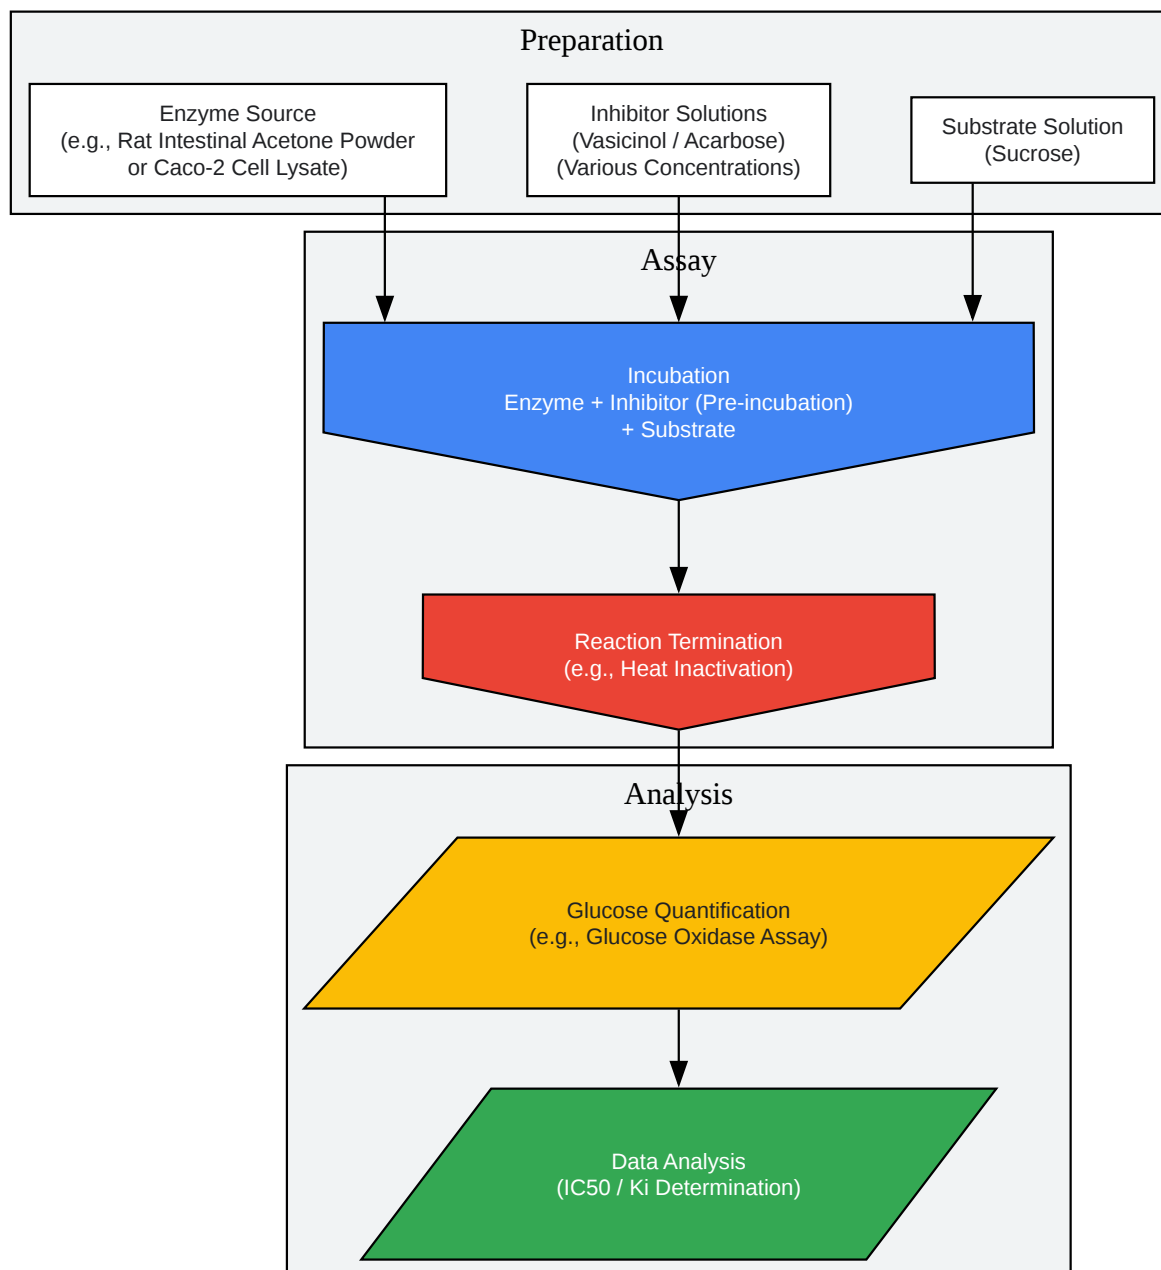 Preparation
Enzyme Source
(e.g., Rat Intestinal Acetone Powder
or Caco-2 Cell Lysate)
Inhibitor Solutions
(Vasicinol / Acarbose)
(Various Concentrations)
Substrate Solution
(Sucrose)
Assay
Incubation
Enzyme + Inhibitor (Pre-incubation)
+ Substrate
Reaction Termination
(e.g., Heat Inactivation)
Analysis
Glucose Quantification
(e.g., Glucose Oxidase Assay)
Data Analysis
(IC50 / Ki Determination)